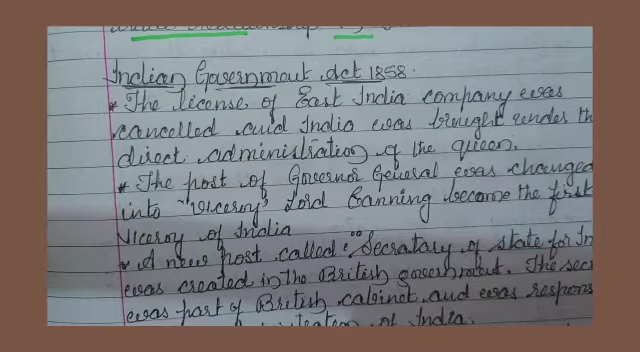 Indian Government Act 1858.
* The license of East India company was
cancelled and India was brought under th
direct administration of the queen.
* The post of Governor General was changed
into "Viceroy" Lord Canning become the first
Viceroy of India
* A new post called "Secratary of state for In
was created in the British government. The sec
was part of British cabinet and was respons
of India.